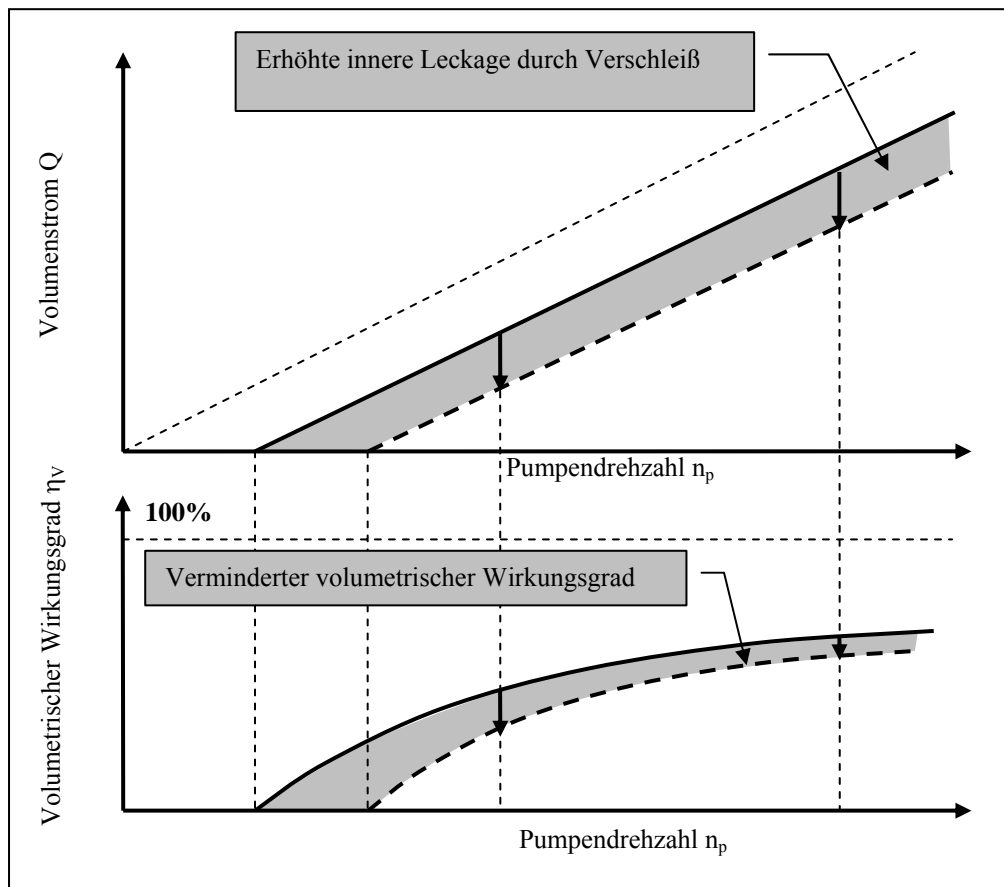 Erhöhte innere Leckage durch Verschleiß
Volumenstrom Q
Pumpendrehzahl nₚ
Volumetrischer Wirkungsgrad ηᵥ
100%
Verminderter volumetrischer Wirkungsgrad
Pumpendrehzahl nₚ